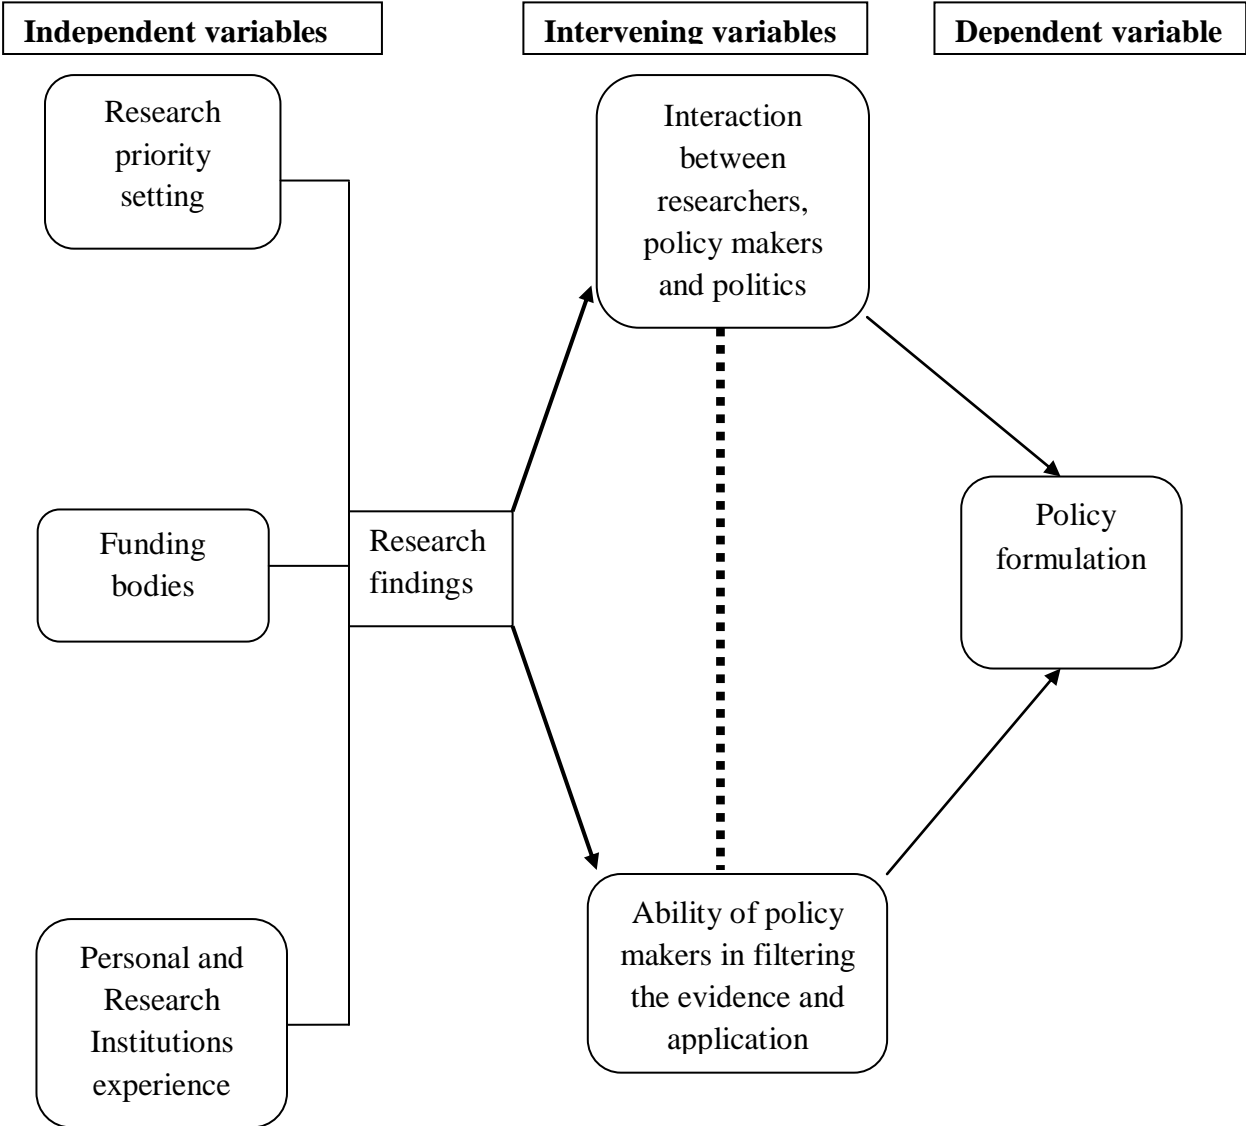 Independent variables
Intervening variables
Dependent variable
Research
priority
setting
Funding
bodies
Personal and
Research
Institutions
experience
Research
findings
Interaction
between
researchers,
policy makers
and politics
Ability of policy
makers in filtering
the evidence and
application
Policy
formulation